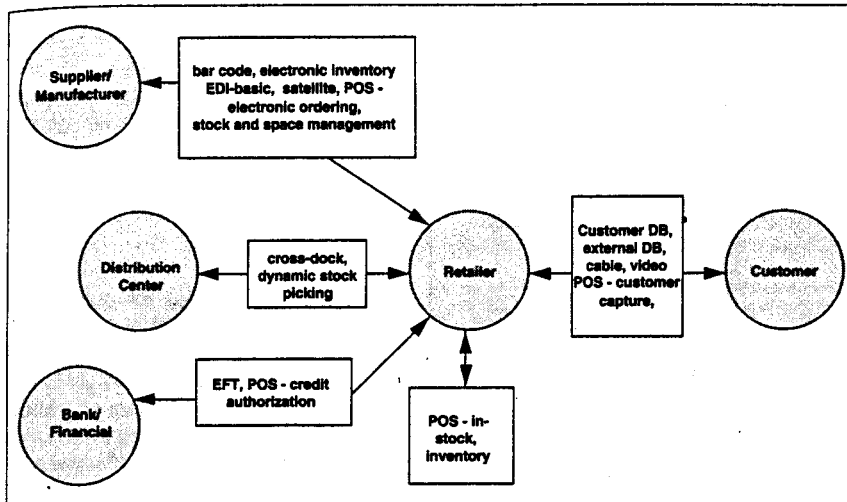 Supplier/
Manufacturer
bar code, electronic inventory
EDI-basic, satellite, POS -
electronic ordering,
stock and space management
Distribution
Center
cross-dock,
dynamic stock
picking
Retailer
Customer DB,
external DB,
cable, video
POS - customer
capture,
Customer
Bank/
Financial
EFT, POS - credit
authorization
POS - in-
stock,
inventory